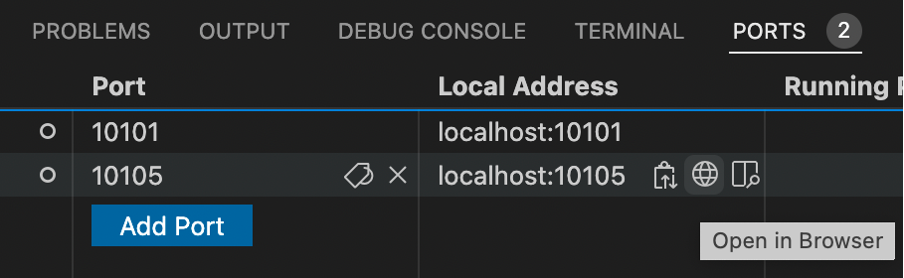 PROBLEMS OUTPUT DEBUG CONSOLE TERMINAL PORTS 2
Port Local Address Running
10101 localhost:10101
10105 localhost:10105
Add Port
Open in Browser